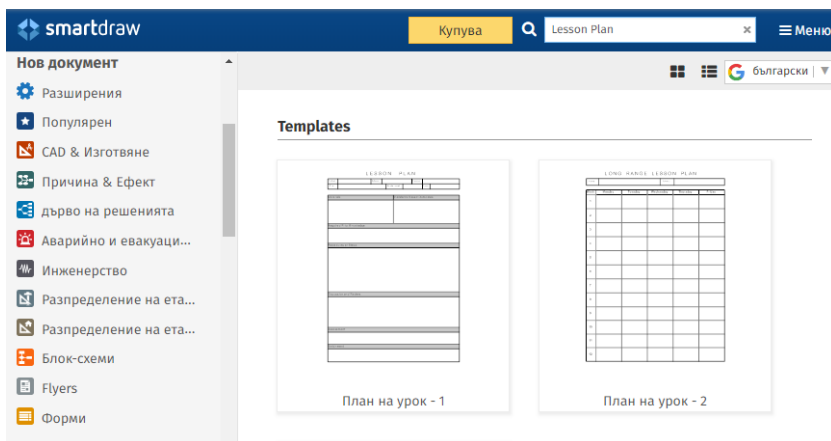 smartdraw
Купува
Lesson Plan
×
Меню
Нов документ
Разширения
Популярен
CAD & Изготвяне
Причина & Ефект
дърво на решенията
Аварийно и евакуаци...
Инженерство
Разпределение на ета...
Разпределение на ета...
Блок-схеми
Flyers
Форми
G български | ▼
Templates
LESSON PLAN
План на урок - 1
LONG RANGE LESSON PLAN
План на урок - 2